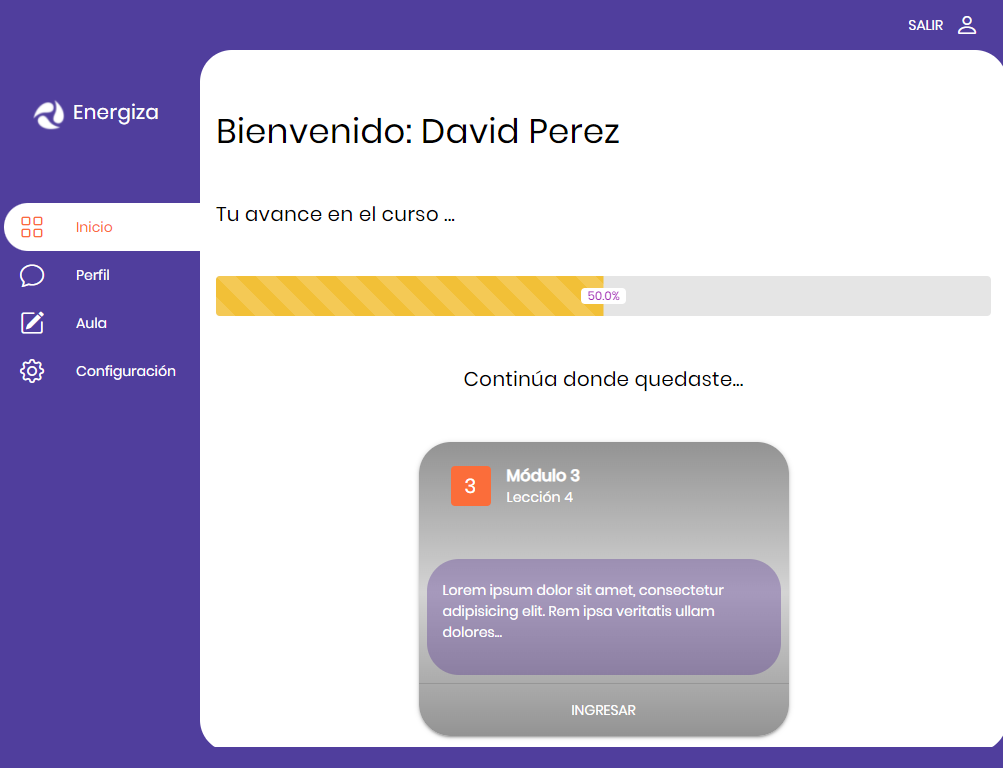 SALIR
Energiza
Inicio
Perfil
Aula
Configuración
Bienvenido: David Perez
Tu avance en el curso ...
50.0%
Continúa donde quedaste...
3
Módulo 3
Lección 4
Lorem ipsum dolor sit amet, consectetur
adipisicing elit. Rem ipsa veritatis ullam
dolores...
INGRESAR